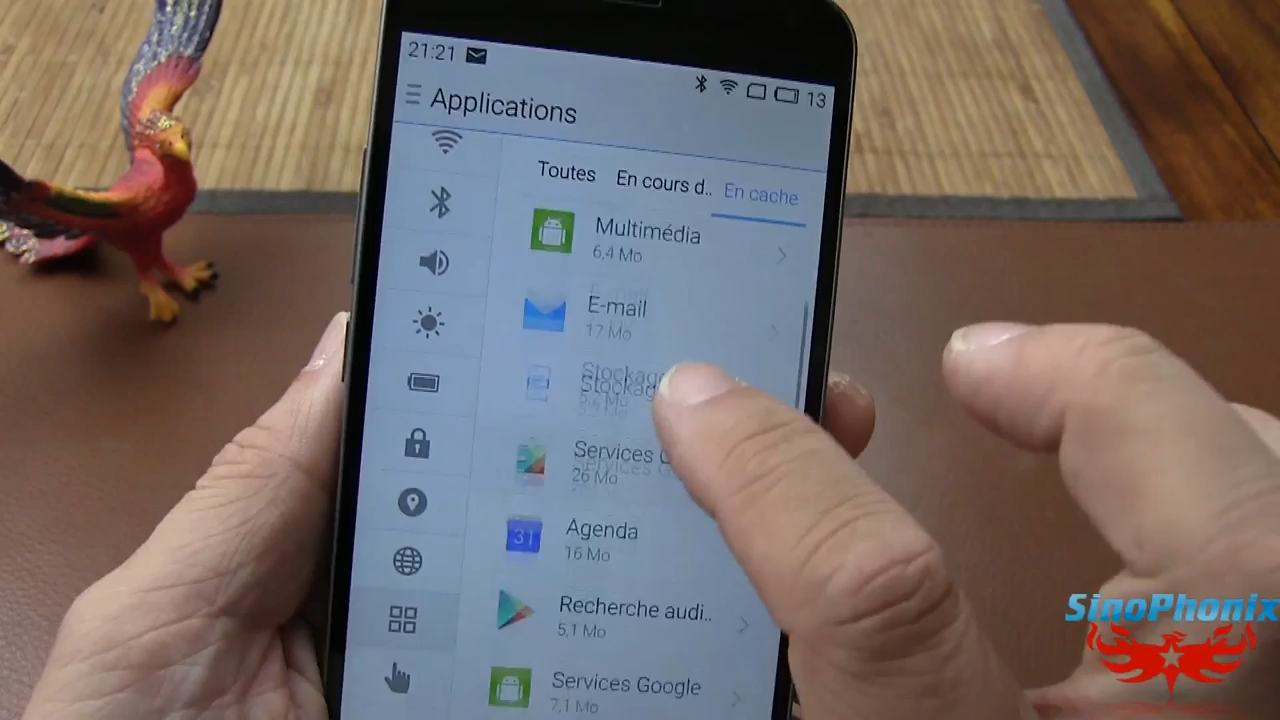 21:21
13
Applications
Toutes En cours d.. En cache
Multimédia
6,4 Mo
E-mail
17 Mo
Stockage
Services
26 Mo
31 Agenda
16 Mo
Recherche audi..
5,1 Mo
Services Google
7,1 Mo
SinoPhonix